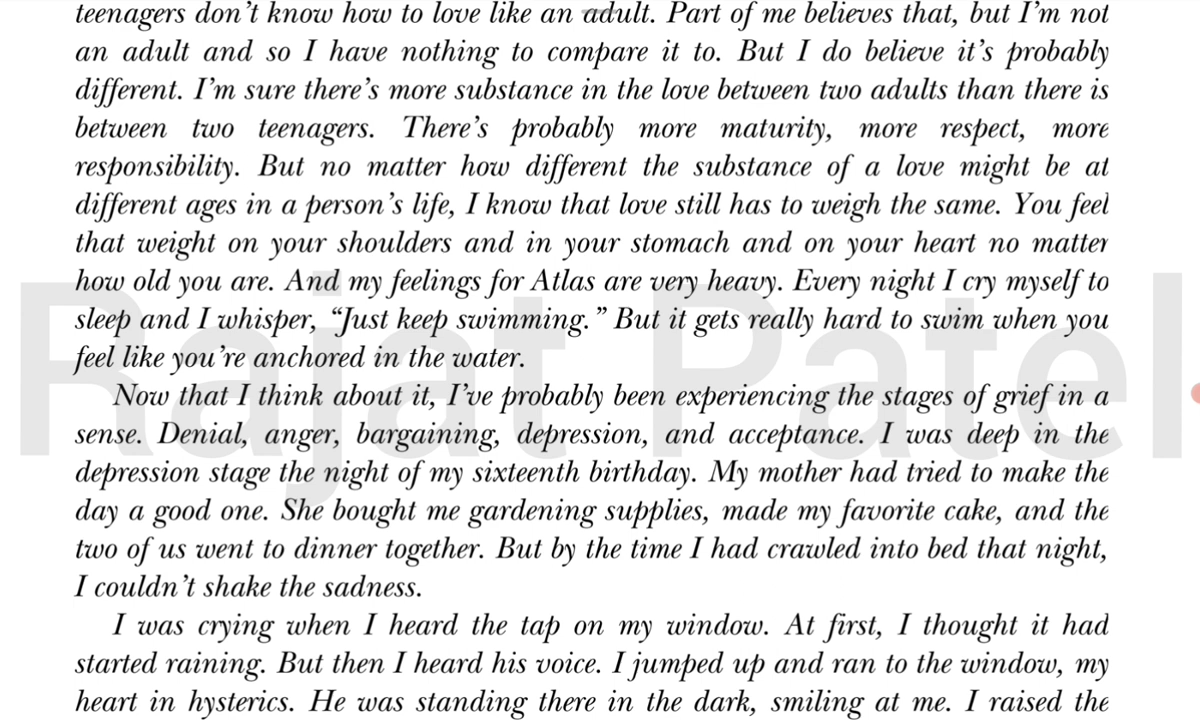 teenagers don’t know how to love like an adult. Part of me believes that, but I’m not
an adult and so I have nothing to compare it to. But I do believe it’s probably
different. I’m sure there’s more substance in the love between two adults than there is
between two teenagers. There’s probably more maturity, more respect, more
responsibility. But no matter how different the substance of a love might be at
different ages in a person’s life, I know that love still has to weigh the same. You feel
that weight on your shoulders and in your stomach and on your heart no matter
how old you are. And my feelings for Atlas are very heavy. Every night I cry myself to
sleep and I whisper, “Just keep swimming.” But it gets really hard to swim when you
feel like you’re anchored in the water.
Now that I think about it, I’ve probably been experiencing the stages of grief in a
sense. Denial, anger, bargaining, depression, and acceptance. I was deep in the
depression stage the night of my sixteenth birthday. My mother had tried to make the
day a good one. She bought me gardening supplies, made my favorite cake, and the
two of us went to dinner together. But by the time I had crawled into bed that night,
I couldn’t shake the sadness.
I was crying when I heard the tap on my window. At first, I thought it had
started raining. But then I heard his voice. I jumped up and ran to the window, my
heart in hysterics. He was standing there in the dark, smiling at me. I raised the
Rajat Patel